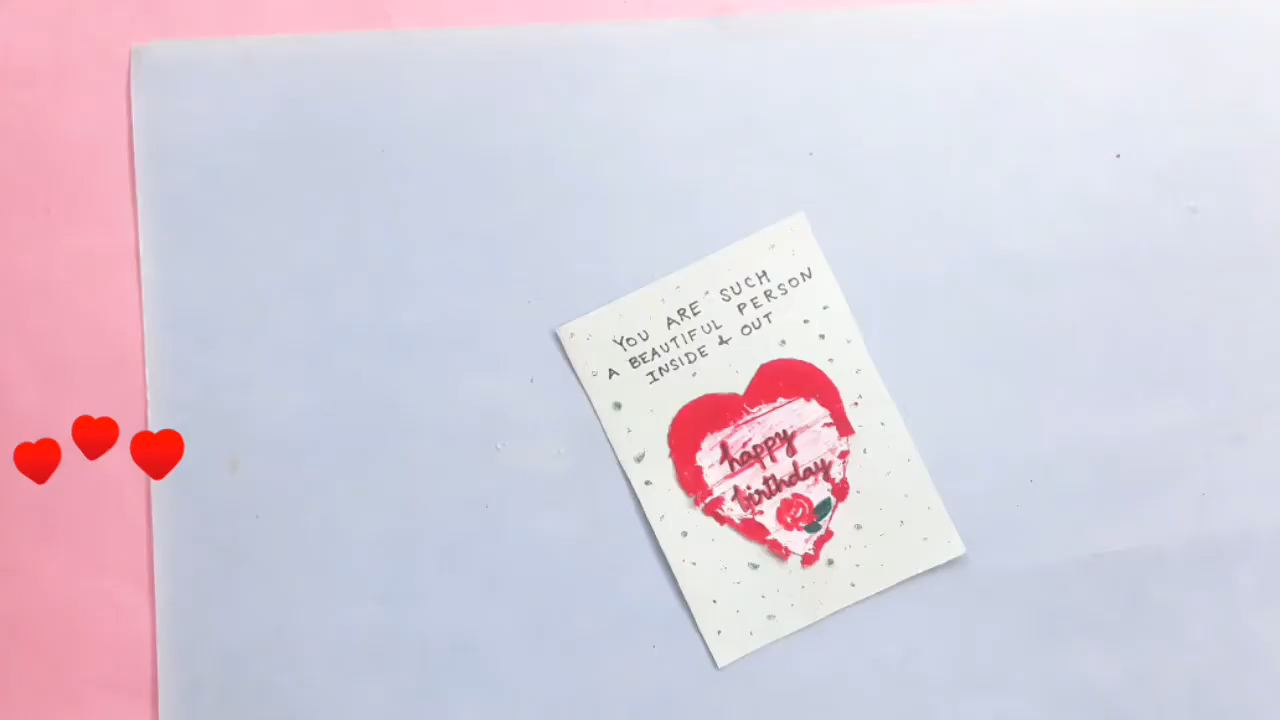 YOU ARE SUCH
A BEAUTIFUL PERSON
INSIDE & OUT
happy
birthday